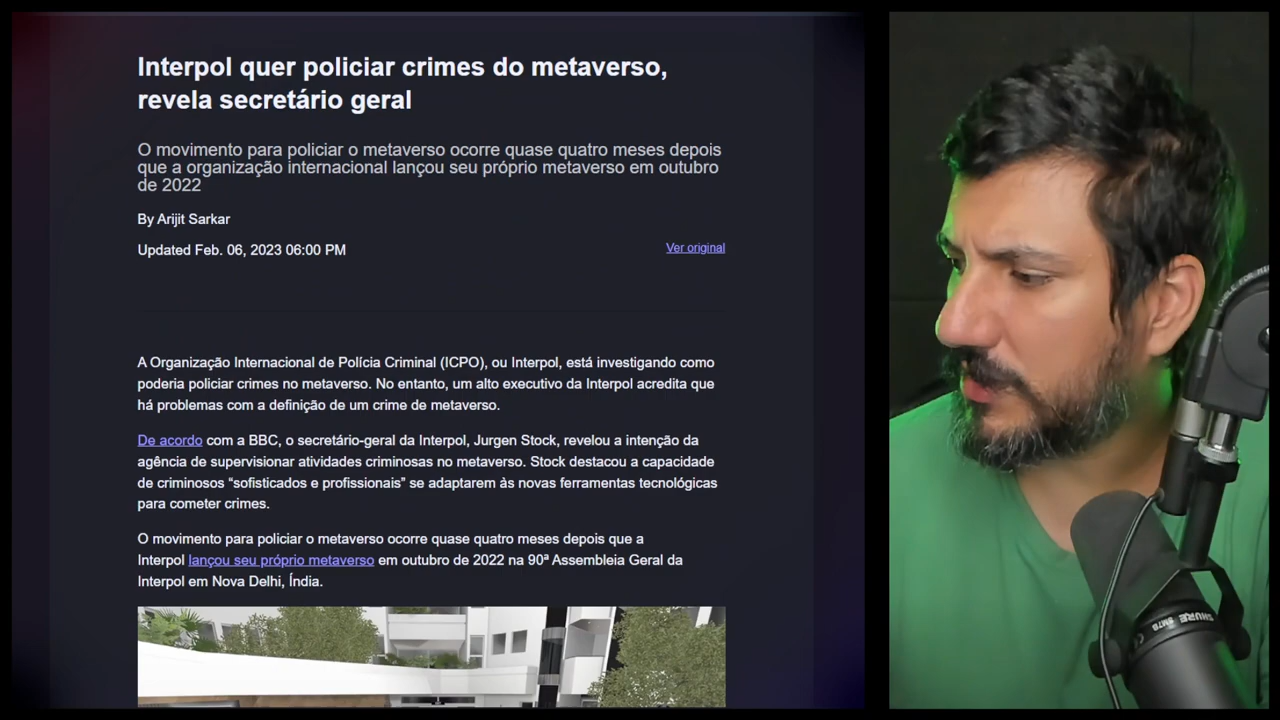 Interpol quer policiar crimes do metaverso,
revela secretário geral
O movimento para policiar o metaverso ocorre quase quatro meses depois
que a organização internacional lançou seu próprio metaverso em outubro
de 2022
By Arijit Sarkar
Updated Feb. 06, 2023 06:00 PM
Ver original
A Organização Internacional de Polícia Criminal (ICPO), ou Interpol, está investigando como
poderia policiar crimes no metaverso. No entanto, um alto executivo da Interpol acredita que
há problemas com a definição de um crime de metaverso.
De acordo com a BBC, o secretário-geral da Interpol, Jurgen Stock, revelou a intenção da
agência de supervisionar atividades criminosas no metaverso. Stock destacou a capacidade
de criminosos “sofisticados e profissionais” se adaptarem às novas ferramentas tecnológicas
para cometer crimes.
O movimento para policiar o metaverso ocorre quase quatro meses depois que a
Interpol lançou seu próprio metaverso em outubro de 2022 na 90ª Assembleia Geral da
Interpol em Nova Delhi, Índia.
SHURE
SM7B